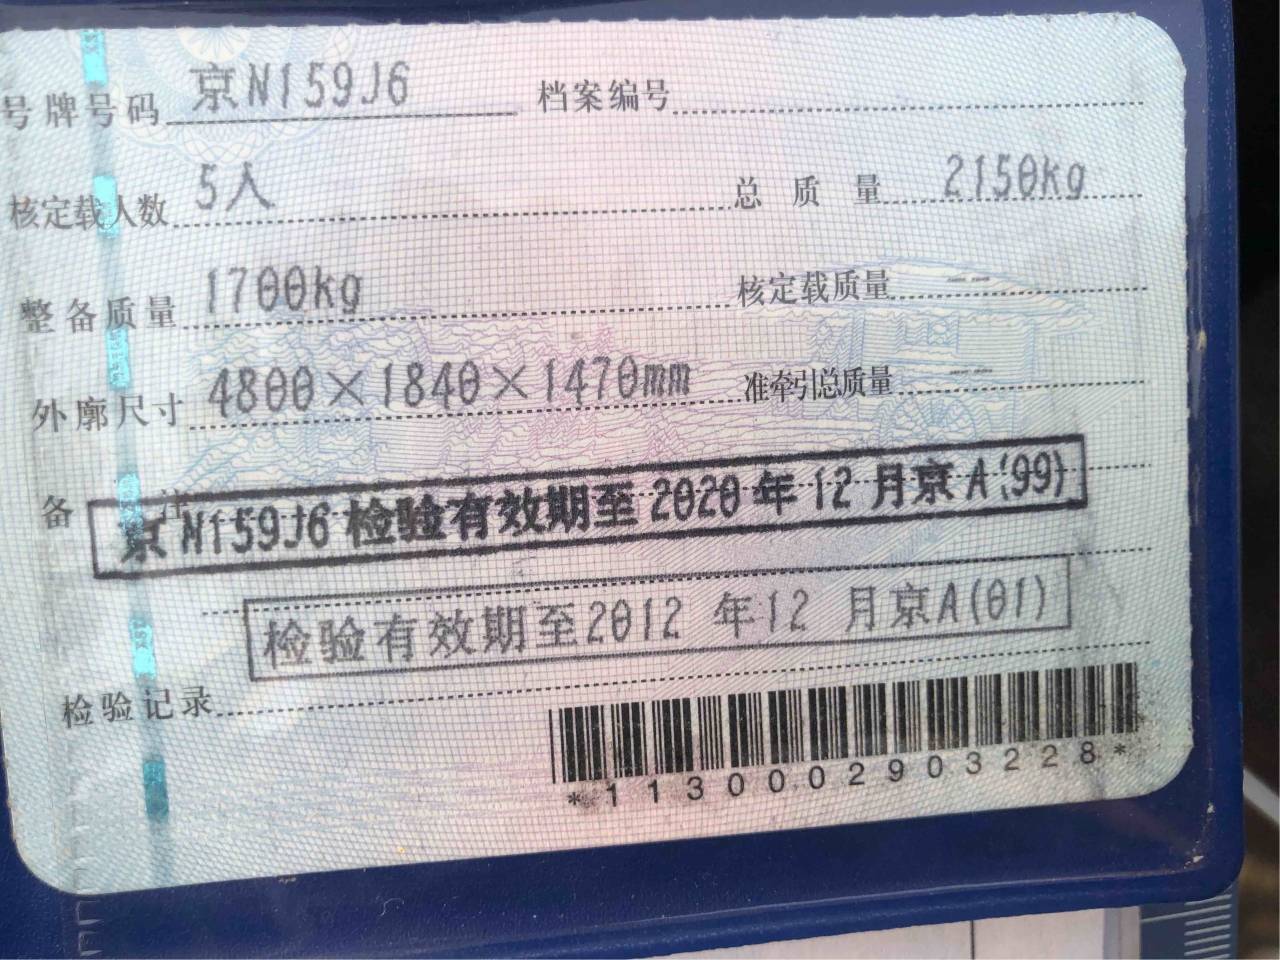 号牌号码 京N159J6 档案编号
核定载人数 5人 总质量 2150kg
整备质量 1700kg 核定载质量 -- --
外廓尺寸 4800×1840×1470mm 准牵引总质量 -- --
备注
京N159J6检验有效期至2020年12月京A(99)
检验有效期至2012年12月京A(01)
检验记录
*1130002903228*